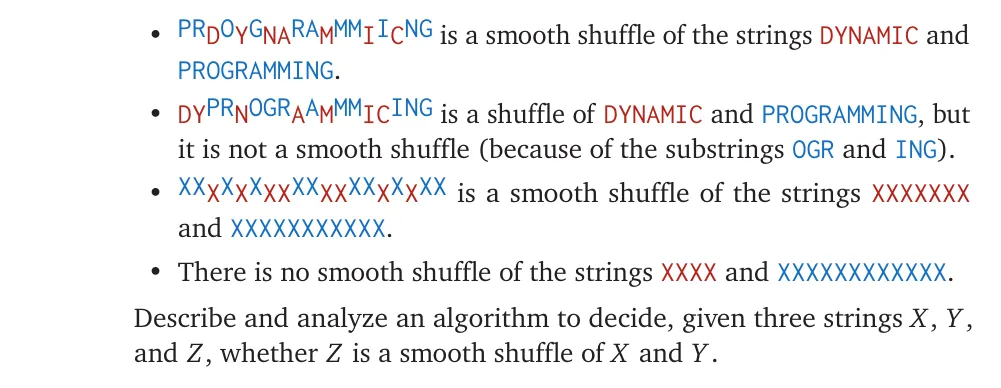 • PRDOYGNARAMMMIICNG is a smooth shuffle of the strings DYNAMIC and
PROGRAMMING.
• DYPRNOGRAAMMMICING is a shuffle of DYNAMIC and PROGRAMMING, but
it is not a smooth shuffle (because of the substrings OGR and ING).
• XXXXXXXXXXXXXXXXXXX is a smooth shuffle of the strings XXXXXXX
and XXXXXXXXXXX.
• There is no smooth shuffle of the strings XXXX and XXXXXXXXXXXX.
Describe and analyze an algorithm to decide, given three strings X, Y,
and Z, whether Z is a smooth shuffle of X and Y.